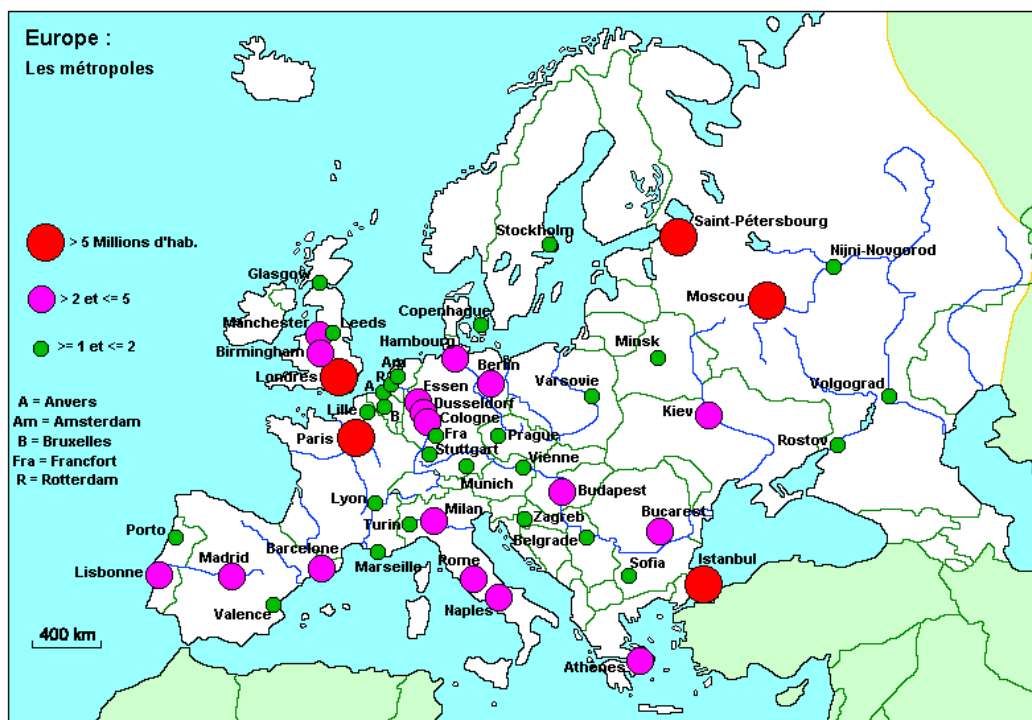 Europe :
Les métropoles
> 5 Millions d'hab.
> 2 et <= 5
>= 1 et <= 2
A = Anvers
Am = Amsterdam
B = Bruxelles
Fra = Francfort
R = Rotterdam
400 km
Saint-Pétersbourg
Stockholm
Nijni-Novgorod
Glasgow
Moscou
Copenhague
Manchester
Leeds
Hambourg
Minsk
Birmingham
Am
Berlin
Londres
R
A
Essen
Varsovie
Volgograd
Dusseldorf
Lille
B
Cologne
Kiev
Paris
Fra
Prague
Rostov
Stuttgart
Vienne
Munich
Budapest
Lyon
Milan
Bucarest
Turin
Zagreb
Porto
Belgrade
Madrid
Barcelone
Marseille
Rome
Istanbul
Lisbonne
Sofia
Valence
Naples
Athènes